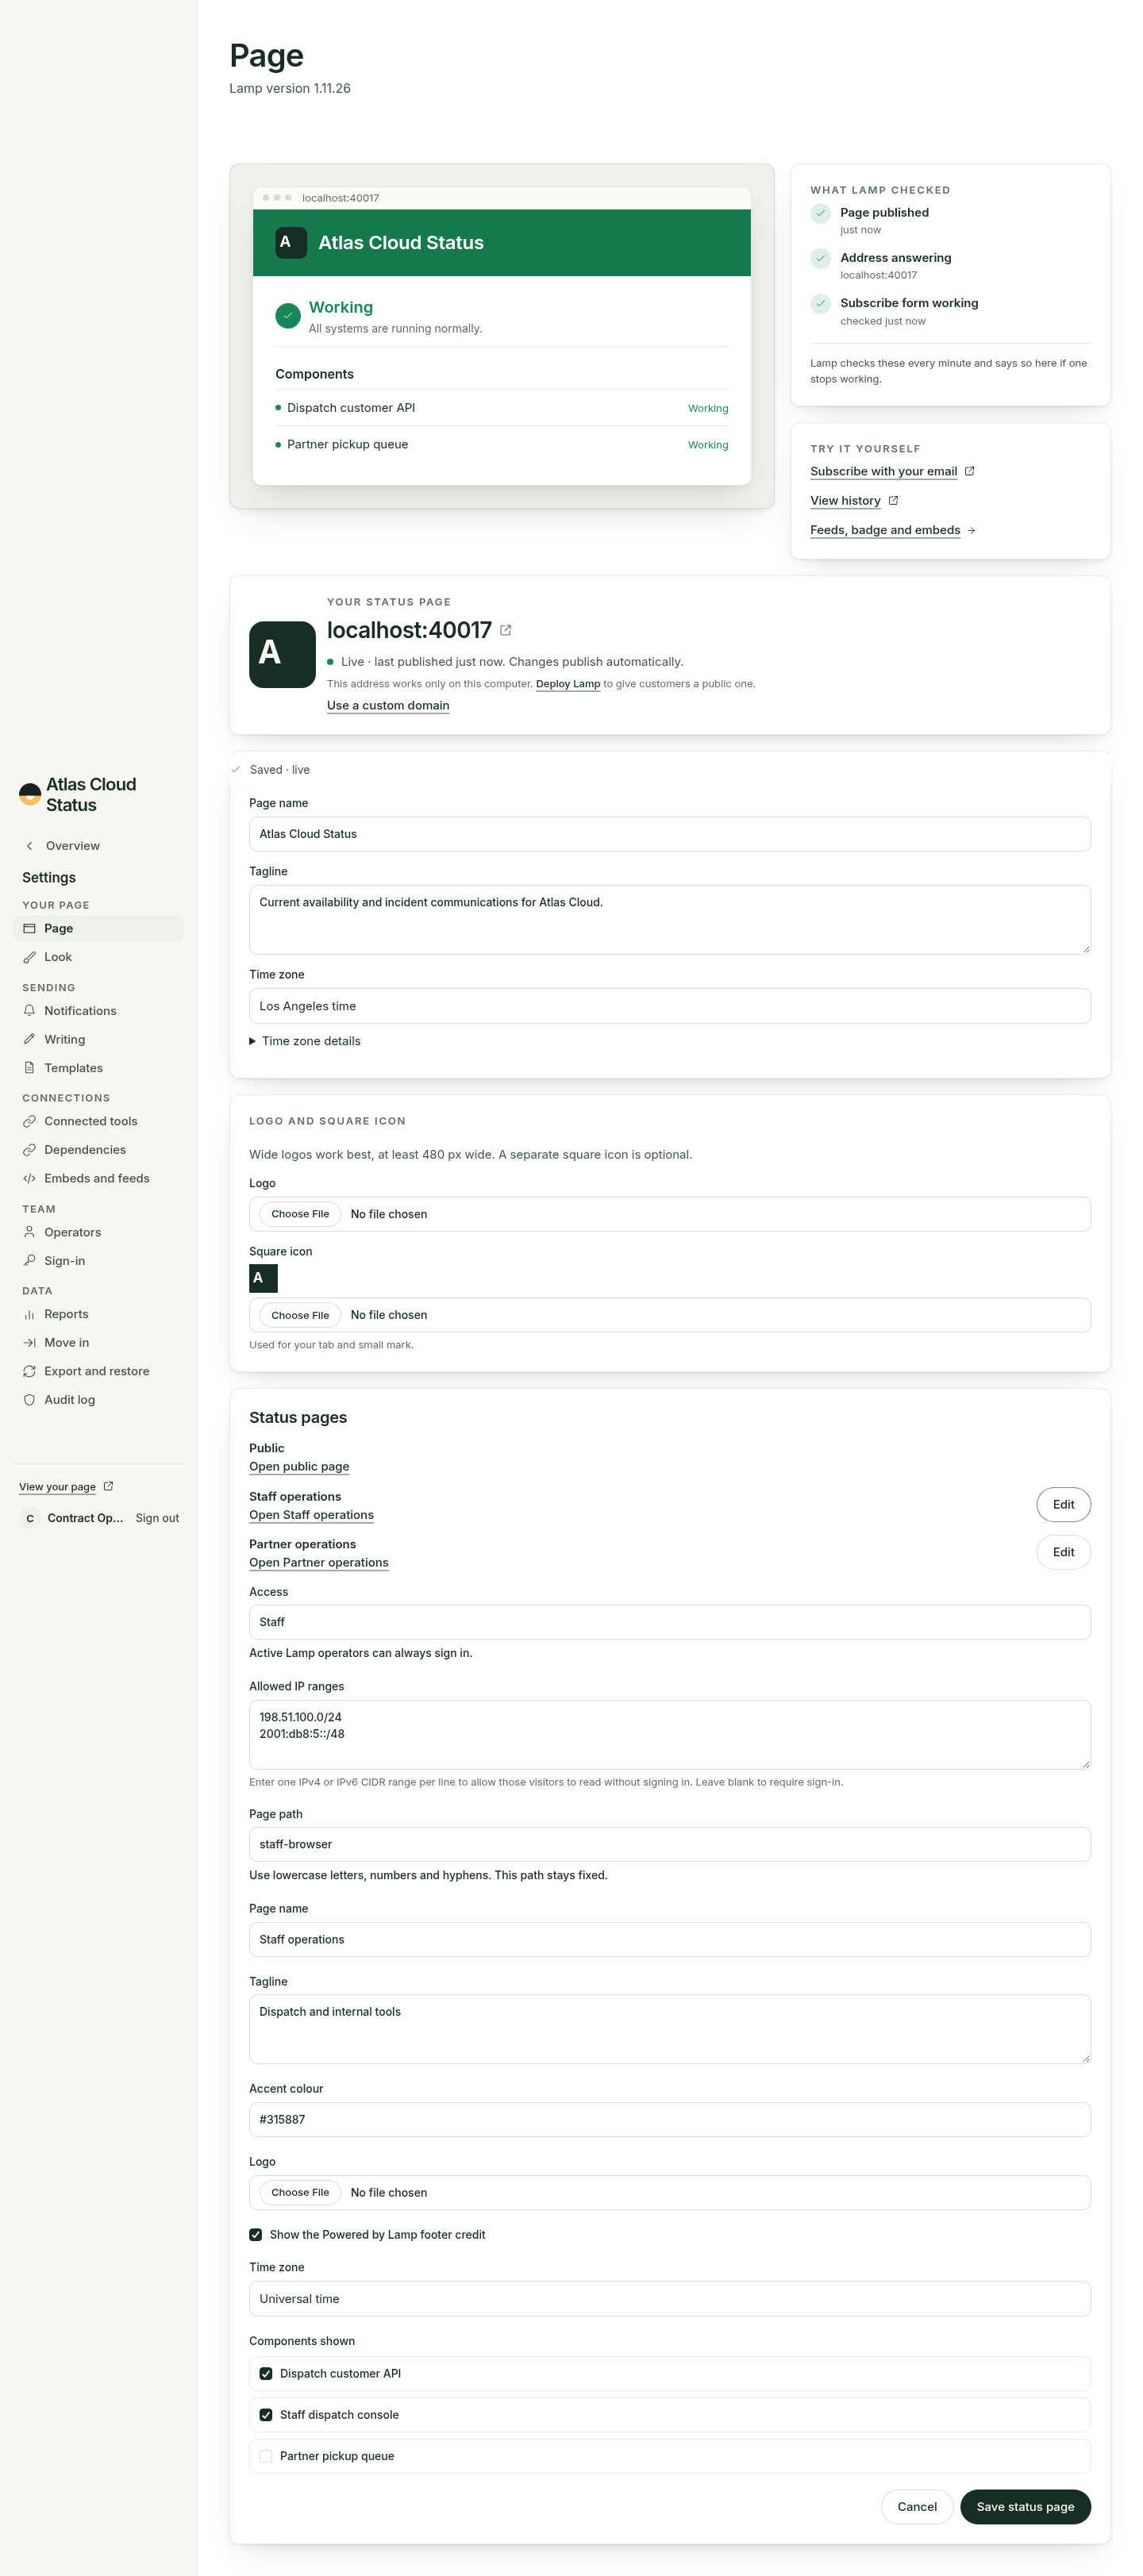 Atlas Cloud
Status
Overview
Settings
YOUR PAGE
Page
Look
SENDING
Notifications
Writing
Templates
CONNECTIONS
Connected tools
Dependencies
Embeds and feeds
TEAM
Operators
Sign-in
DATA
Reports
Move in
Export and restore
Audit log
View your page
C Contract Op... Sign out
Page
Lamp version 1.11.26
localhost:40017
A Atlas Cloud Status
Working
All systems are running normally.
Components
Dispatch customer API Working
Partner pickup queue Working
WHAT LAMP CHECKED
Page published
just now
Address answering
localhost:40017
Subscribe form working
checked just now
Lamp checks these every minute and says so here if one
stops working.
TRY IT YOURSELF
Subscribe with your email
View history
Feeds, badge and embeds
YOUR STATUS PAGE
A
localhost:40017
Live · last published just now. Changes publish automatically.
This address works only on this computer. Deploy Lamp to give customers a public one.
Use a custom domain
Saved · live
Page name
Atlas Cloud Status
Tagline
Current availability and incident communications for Atlas Cloud.
Time zone
Los Angeles time
Time zone details
LOGO AND SQUARE ICON
Wide logos work best, at least 480 px wide. A separate square icon is optional.
Logo
Choose File No file chosen
Square icon
A
Choose File No file chosen
Used for your tab and small mark.
Status pages
Public
Open public page
Staff operations
Open Staff operations
Edit
Partner operations
Open Partner operations
Edit
Access
Staff
Active Lamp operators can always sign in.
Allowed IP ranges
198.51.100.0/24
2001:db8:5::/48
Enter one IPv4 or IPv6 CIDR range per line to allow those visitors to read without signing in. Leave blank to require sign-in.
Page path
staff-browser
Use lowercase letters, numbers and hyphens. This path stays fixed.
Page name
Staff operations
Tagline
Dispatch and internal tools
Accent colour
#315887
Logo
Choose File No file chosen
Show the Powered by Lamp footer credit
Time zone
Universal time
Components shown
Dispatch customer API
Staff dispatch console
Partner pickup queue
Cancel Save status page